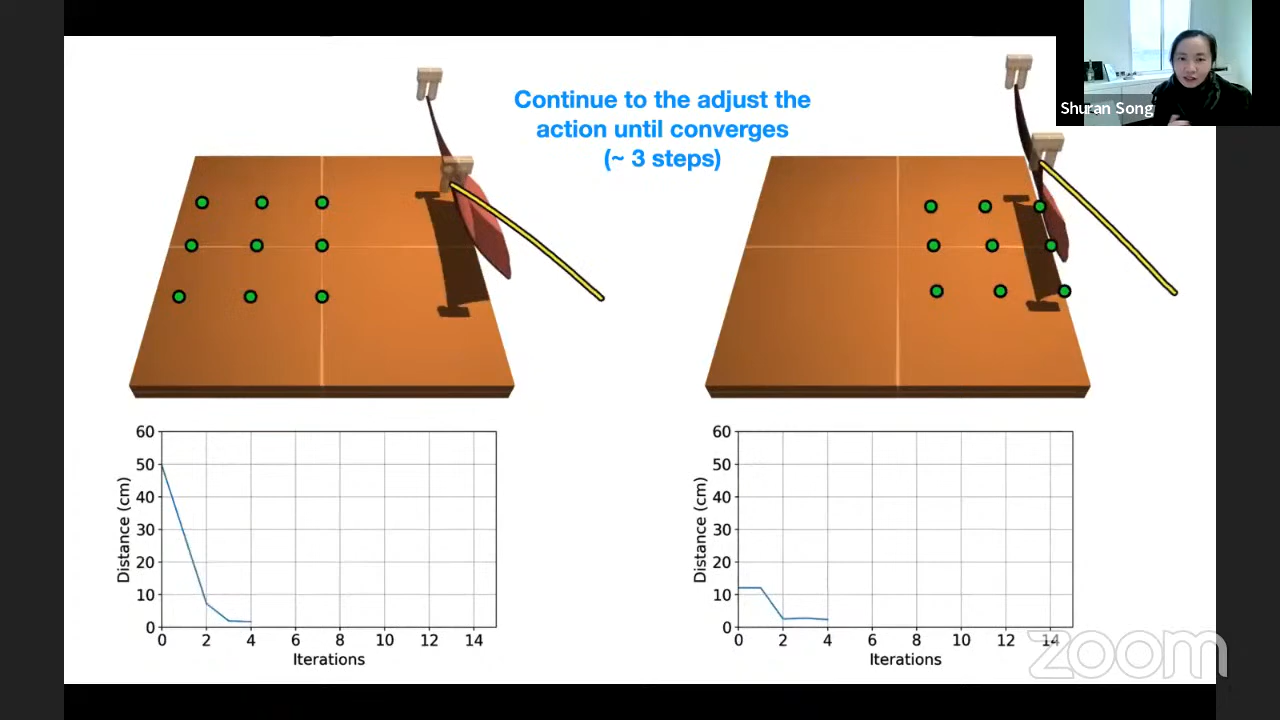 Shuran Song
Continue to the adjust the
action until converges
(~ 3 steps)
60
50
40
30
20
10
0
Distance (cm)
0 2 4 6 8 10 12 14
Iterations
60
50
40
30
20
10
0
Distance (cm)
0 2 4 6 8 10 12 14
Iterations
zoom